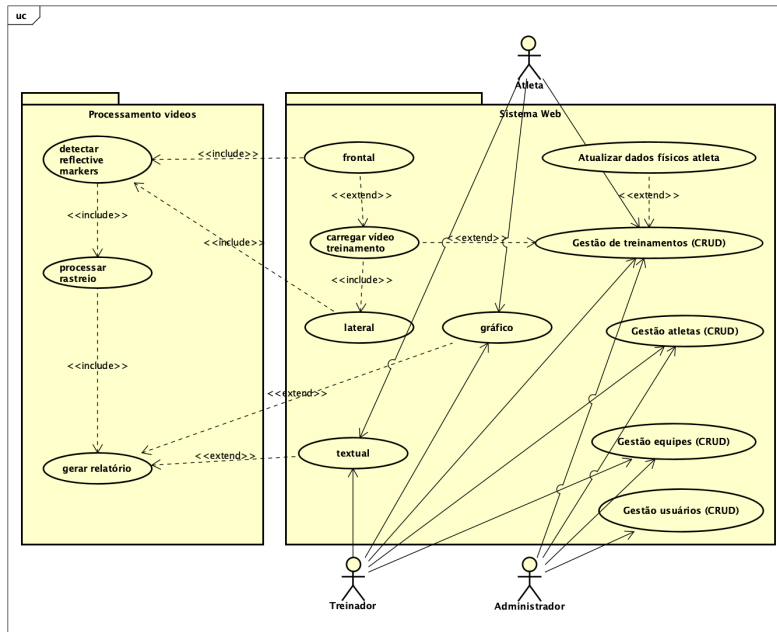 uc
Atleta
Processamento videos
Sistema Web
detectar
reflective
markers
<<include>>
frontal
Atualizar dados físicos atleta
<<extend>>
<<extend>>
<<include>>
<<include>>
carregar vídeo
treinamento
<<extend>>
Gestão de treinamentos (CRUD)
processar
rastreio
<<include>>
lateral
gráfico
Gestão atletas (CRUD)
<<include>>
<<extend>>
Gestão equipes (CRUD)
gerar relatório
<<extend>>
textual
Gestão usuários (CRUD)
Treinador
Administrador